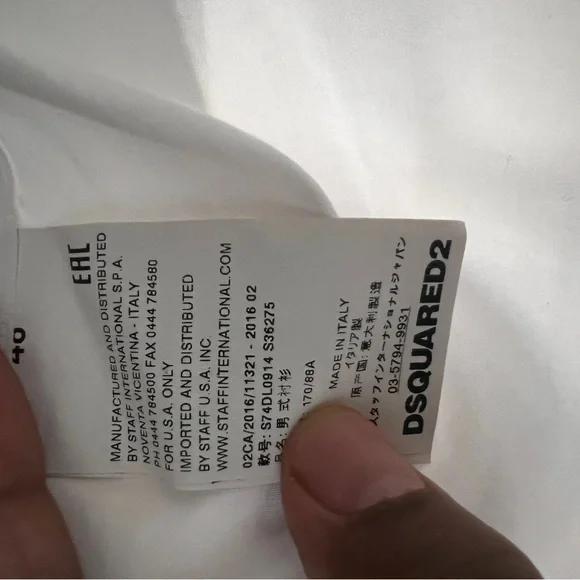 DSQUARED2
03-5794-9931
スタッフインターナショナルジャパン
原产国: 意大利製造
イタリア製
MADE IN ITALY
170/88A
品名: 男式衬衫
款号: S74DL0914 S36275
02CA/2016/11321 - 2016 02
WWW.STAFFINTERNATIONAL.COM
BY STAFF U.S.A. INC
IMPORTED AND DISTRIBUTED
FOR U.S.A. ONLY
PH 0444 784500 FAX 0444 784580
NOVENTA VICENTINA - ITALY
BY STAFF INTERNATIONAL S.P.A.
MANUFACTURED AND DISTRIBUTED
EAC
40